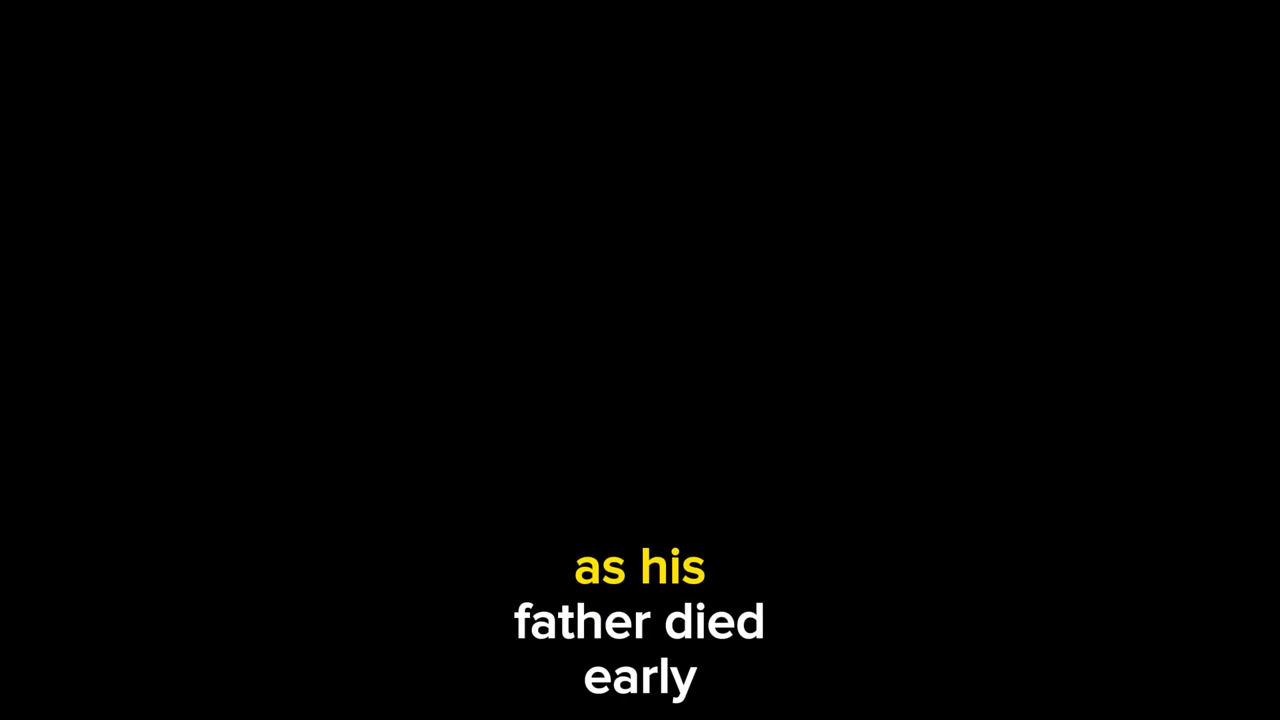 as his
father died
early